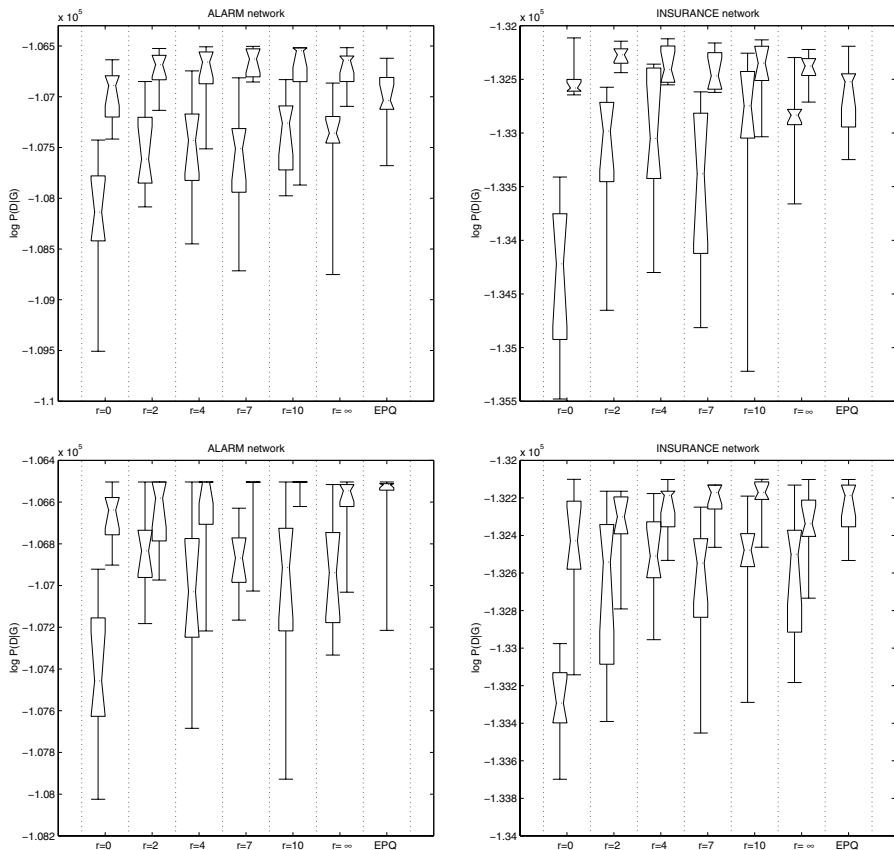 ALARM network
x 10^5
−1.065
−1.07
−1.075
−1.08
−1.085
−1.09
−1.095
−1.1
log P(D|G)
r=0 r=2 r=4 r=7 r=10 r= ∞ EPQ
INSURANCE network
x 10^5
−1.32
−1.325
−1.33
−1.335
−1.34
−1.345
−1.35
−1.355
log P(D|G)
r=0 r=2 r=4 r=7 r=10 r= ∞ EPQ
ALARM network
x 10^5
−1.064
−1.066
−1.068
−1.07
−1.072
−1.074
−1.076
−1.078
−1.08
−1.082
log P(D|G)
r=0 r=2 r=4 r=7 r=10 r= ∞ EPQ
INSURANCE network
x 10^5
−1.32
−1.322
−1.324
−1.326
−1.328
−1.33
−1.332
−1.334
−1.336
−1.338
−1.34
log P(D|G)
r=0 r=2 r=4 r=7 r=10 r= ∞ EPQ